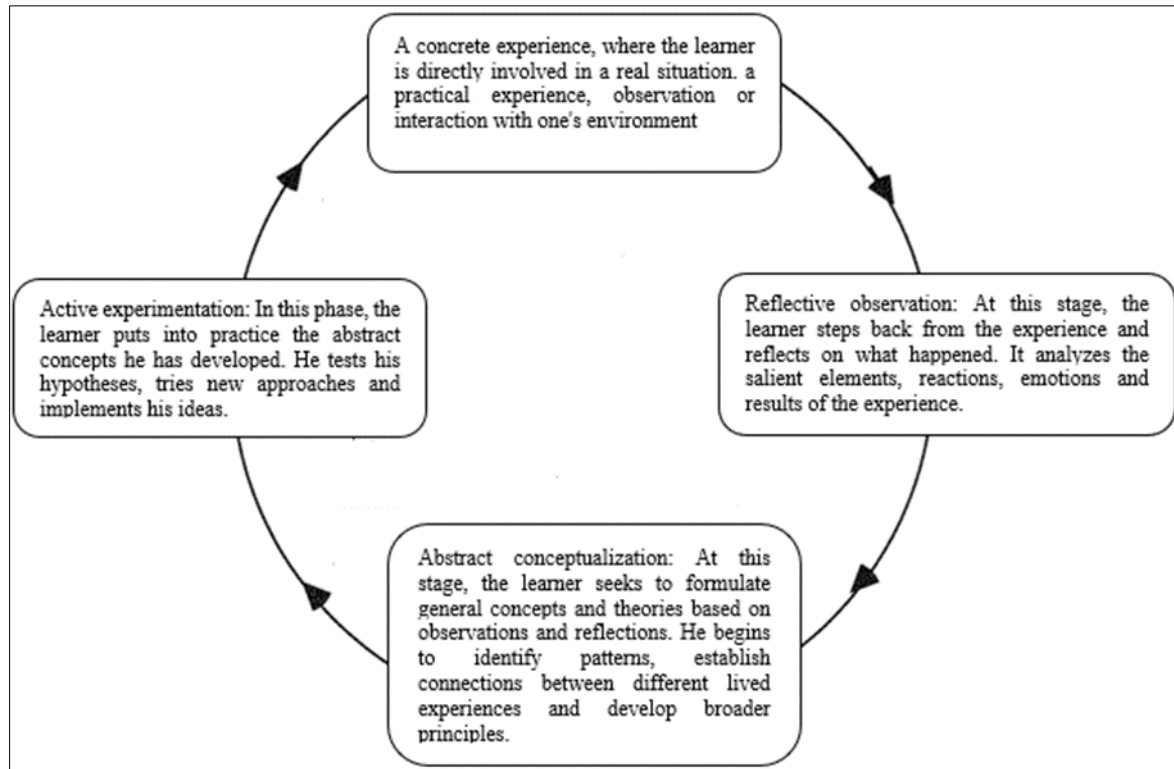 A concrete experience, where the learner
is directly involved in a real situation. a
practical experience, observation or
interaction with one's environment
Reflective observation: At this stage, the
learner steps back from the experience and
reflects on what happened. It analyzes the
salient elements, reactions, emotions and
results of the experience.
Abstract conceptualization: At this
stage, the learner seeks to formulate
general concepts and theories based on
observations and reflections. He begins
to identify patterns, establish
connections between different lived
experiences and develop broader
principles.
Active experimentation: In this phase, the
learner puts into practice the abstract
concepts he has developed. He tests his
hypotheses, tries new approaches and
implements his ideas.